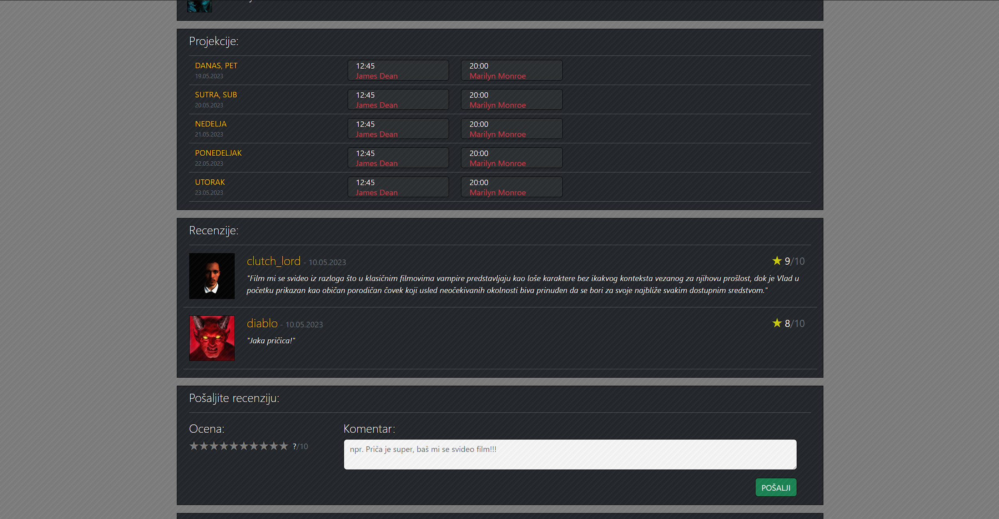 Projekcije:
DANAS, PET
19.05.2023
12:45
James Dean
20:00
Marilyn Monroe
SUTRA, SUB
20.05.2023
12:45
James Dean
20:00
Marilyn Monroe
NEDELJA
21.05.2023
12:45
James Dean
20:00
Marilyn Monroe
PONEDELJAK
22.05.2023
12:45
James Dean
20:00
Marilyn Monroe
UTORAK
23.05.2023
12:45
James Dean
20:00
Marilyn Monroe
Recenzije:
clutch_lord - 10.05.2023
★ 9/10
"Film mi se svideo iz razloga što u klasičnim filmovima vampire predstavljaju kao loše karaktere bez ikakvog konteksta vezanog za njihovu prošlost, dok je Vlad u
početku prikazan kao običan porodičan čovek koji usled neočekivanih okolnosti biva prinuđen da se bori za svoje najbliže svakim dostupnim sredstvom."
diablo - 10.05.2023
★ 8/10
"Jaka pričica!"
Pošaljite recenziju:
Ocena:
★★★★★★★★★★ ?/10
Komentar:
npr. Priča je super, baš mi se svideo film!!!
POŠALJI